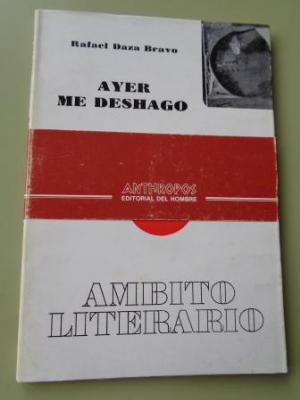 Rafael Daza Bravo
AYER
ME DESHAGO
ANTHROPOS
EDITORIAL DEL HOMBRE
AMBITO
LITERARIO